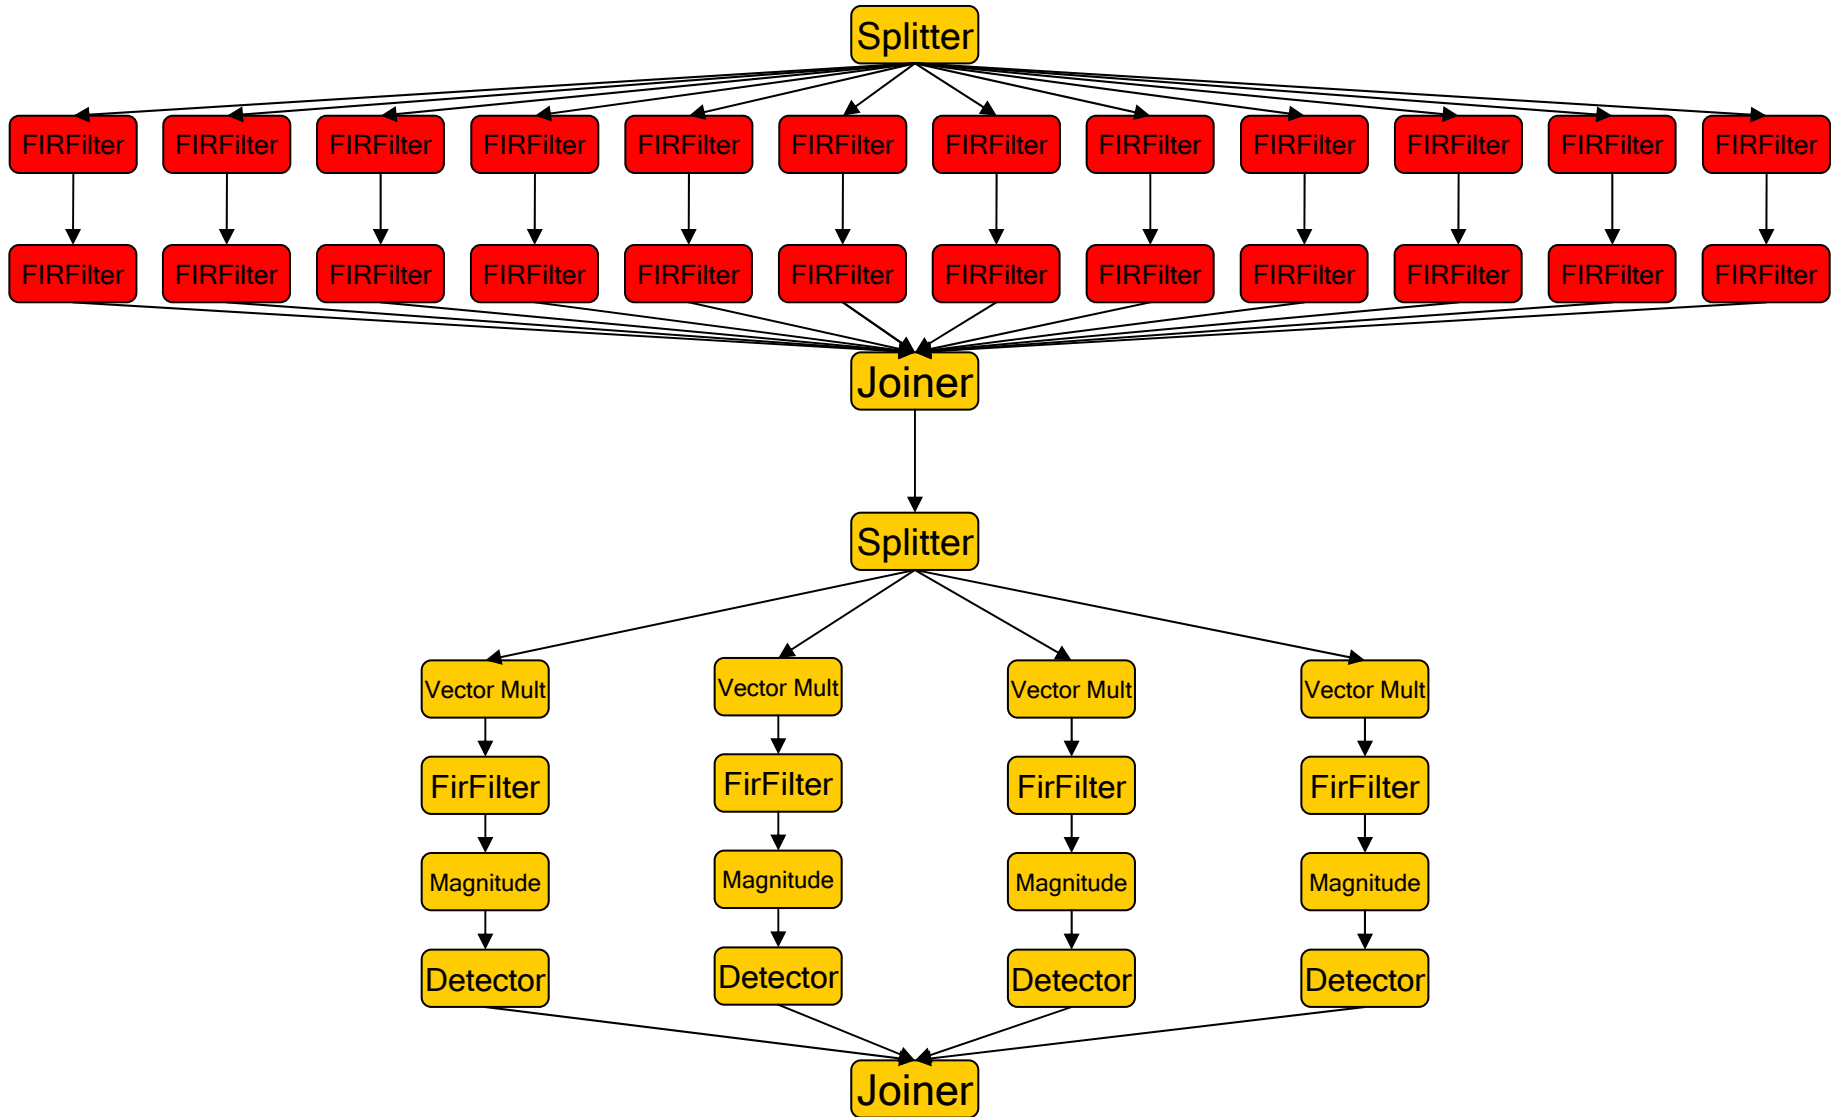 Splitter
FIRFilter FIRFilter FIRFilter FIRFilter FIRFilter FIRFilter FIRFilter FIRFilter FIRFilter FIRFilter FIRFilter FIRFilter
FIRFilter FIRFilter FIRFilter FIRFilter FIRFilter FIRFilter FIRFilter FIRFilter FIRFilter FIRFilter FIRFilter FIRFilter
Joiner
Splitter
Vector Mult Vector Mult Vector Mult Vector Mult
FirFilter FirFilter FirFilter FirFilter
Magnitude Magnitude Magnitude Magnitude
Detector Detector Detector Detector
Joiner